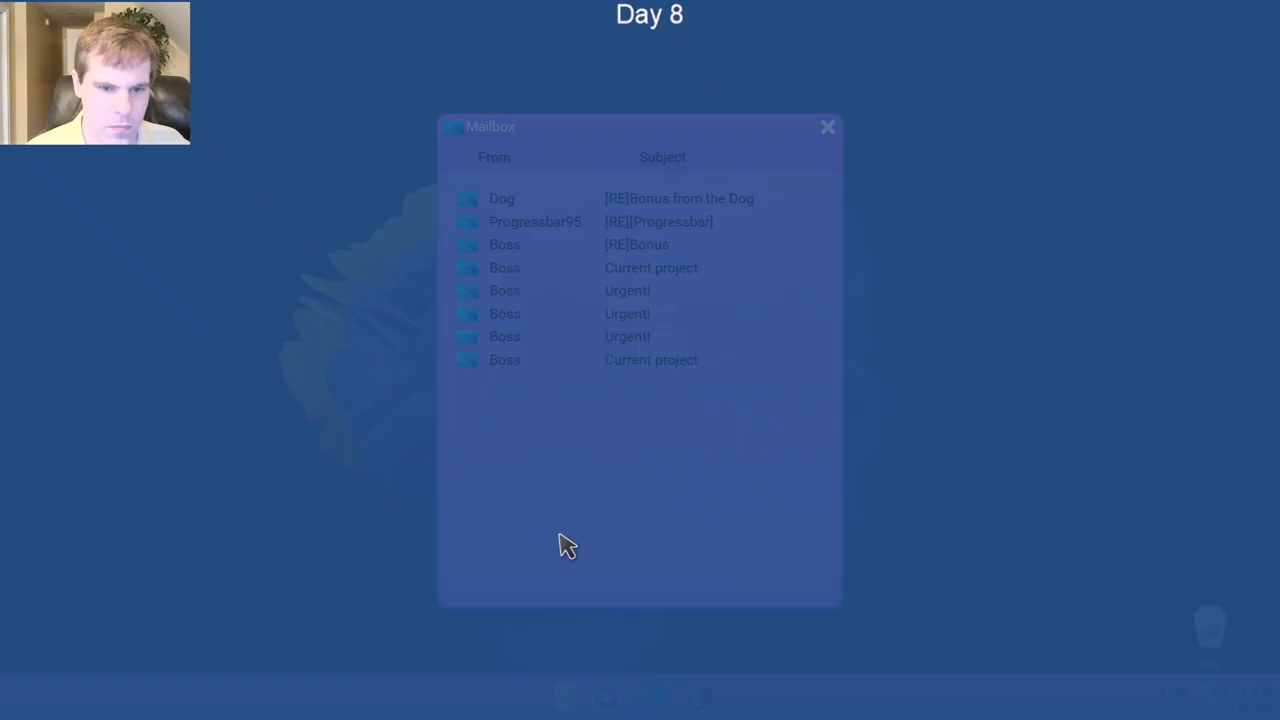 Day 8
Mailbox
From Subject
Dog [RE]Bonus from the Dog
Progressbar95 [RE][Progressbar]
Boss [RE]Bonus
Boss Current project
Boss Urgent!
Boss Urgent!
Boss Urgent!
Boss Current project
Bin